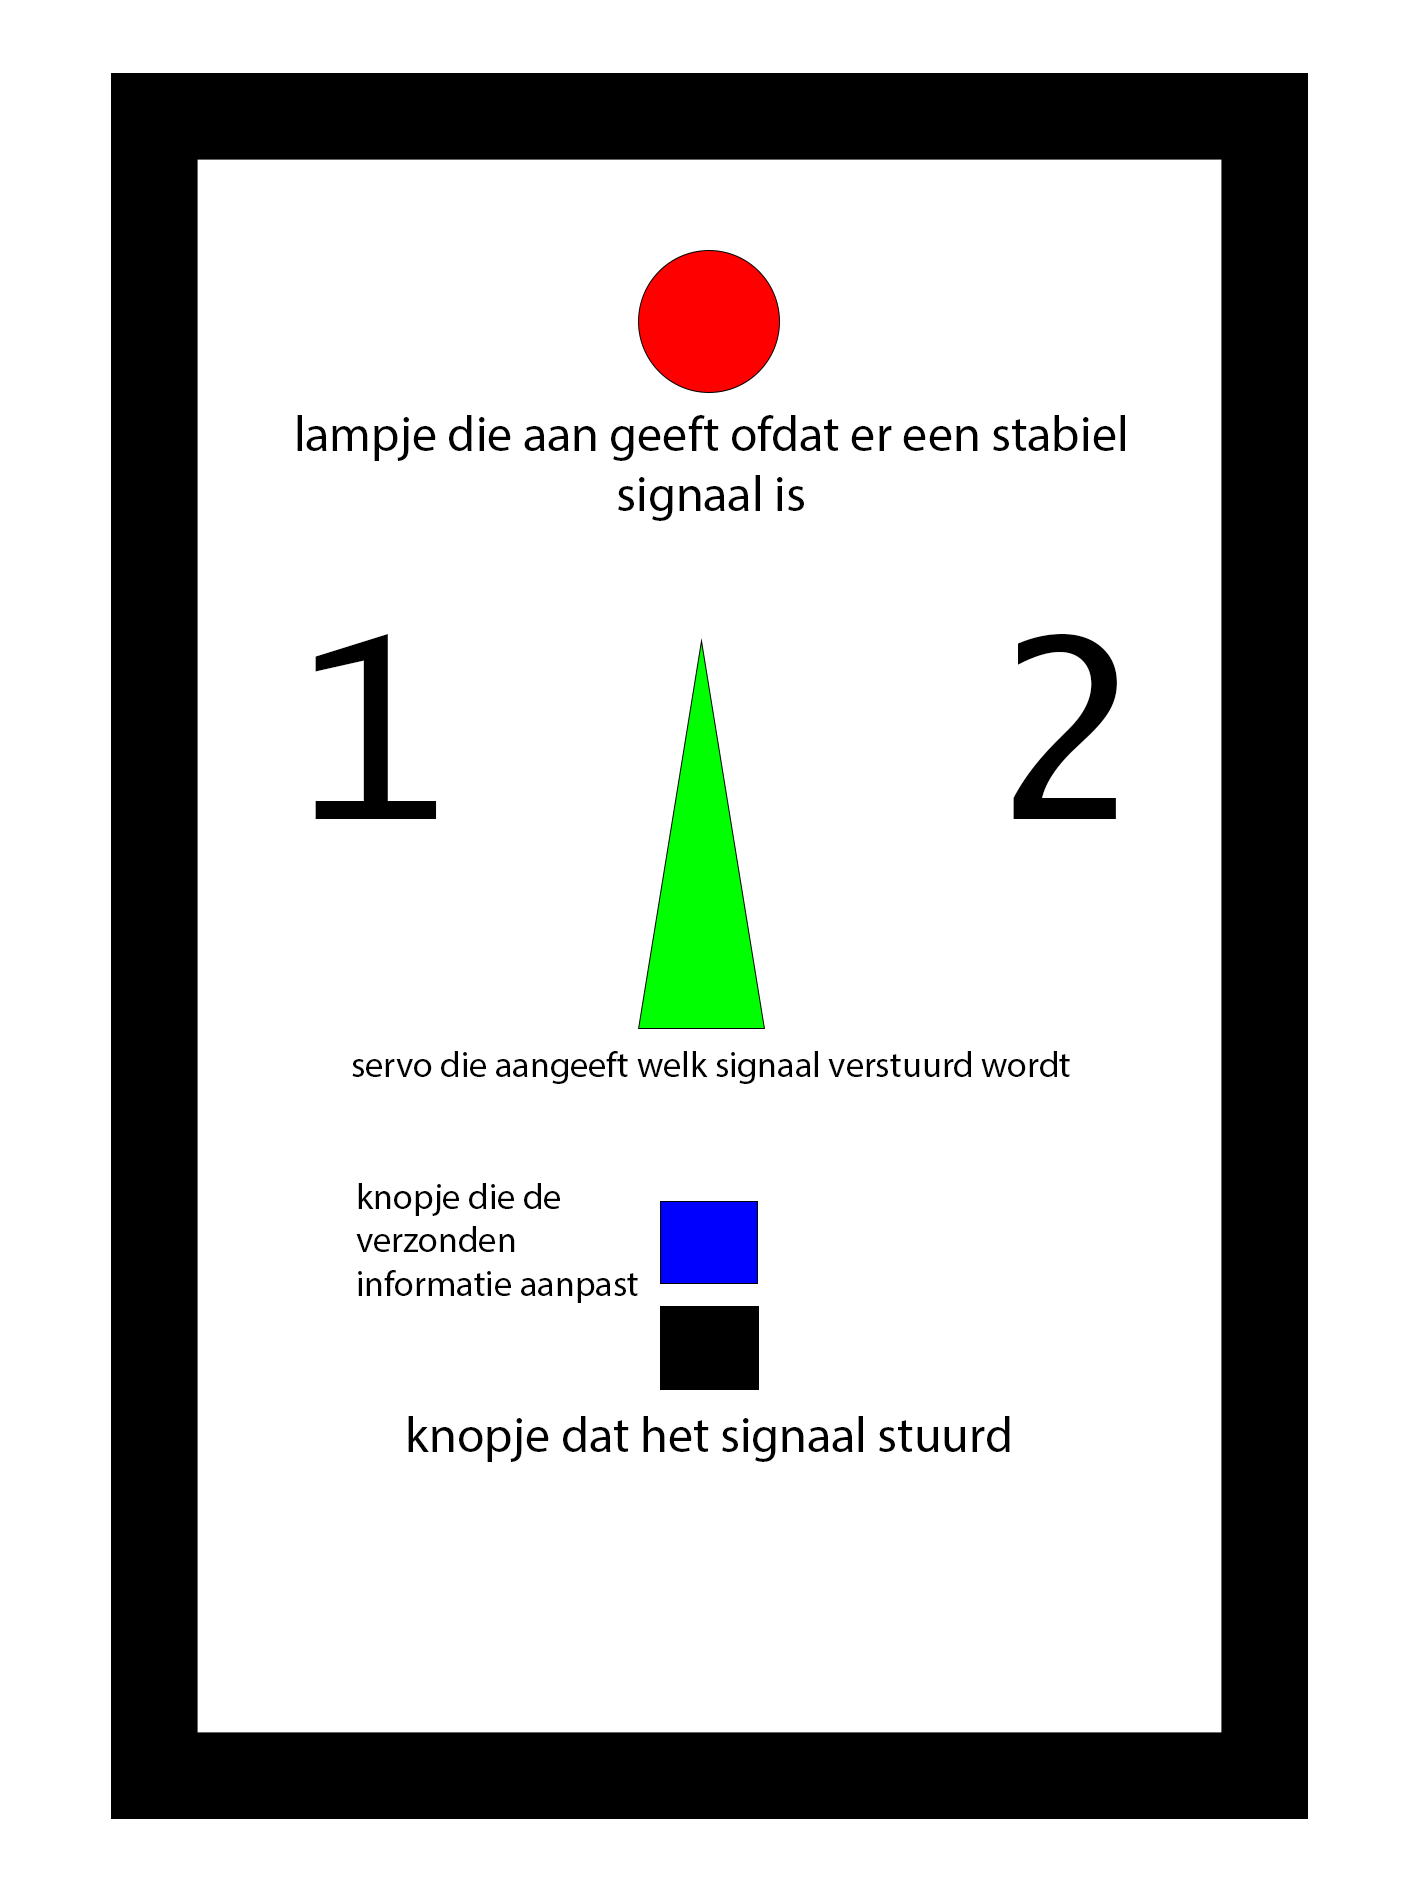 lampje die aan geeft ofdat er een stabiel
signaal is
1
2
servo die aangeeft welk signaal verstuurd wordt
knopje die de
verzonden
informatie aanpast
knopje dat het signaal stuurd